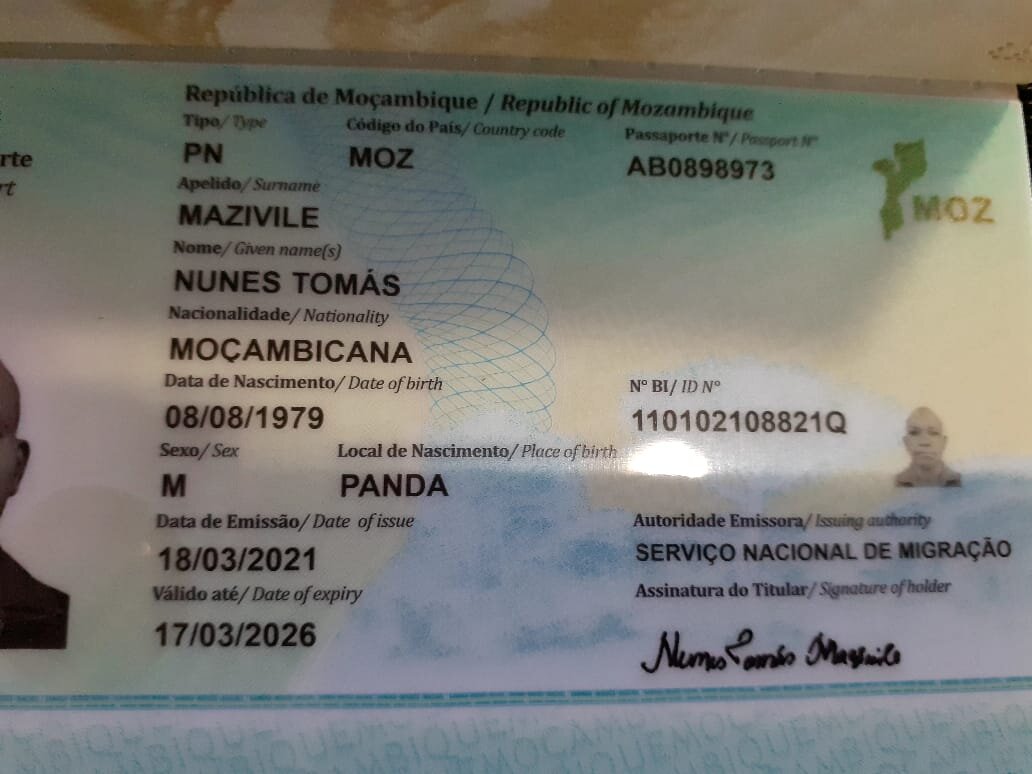 República de Moçambique / Republic of Mozambique
Tipo/ Type Código do País/ Country code Passaporte Nº/ Passport Nº
rte
PN MOZ AB0898973
rt
Apelido/ Surname
MOZ
MAZIVILE
Nome/ Given name(s)
NUNES TOMÁS
Nacionalidade/ Nationality
MOÇAMBICANA
Data de Nascimento/ Date of birth Nº BI/ ID Nº
08/08/1979 110102108821Q
Sexo/ Sex Local de Nascimento/ Place of birth
M PANDA
Data de Emissão/ Date of issue Autoridade Emissora/ Issuing authority
18/03/2021 SERVIÇO NACIONAL DE MIGRAÇÃO
Válido até/ Date of expiry Assinatura do Titular/ Signature of holder
17/03/2026
Nunes Tomás Mazivile